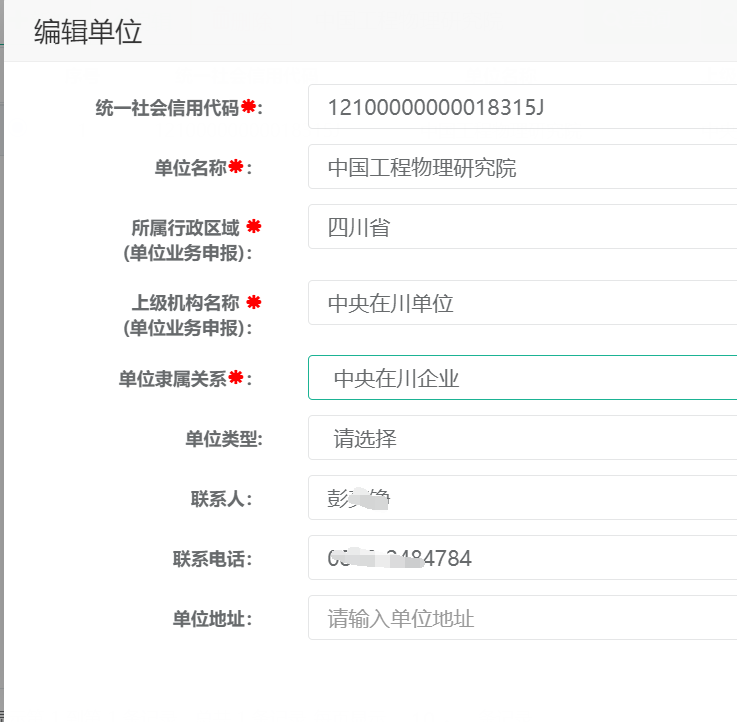 编辑单位
统一社会信用代码*: 12100000000018315J
单位名称*: 中国工程物理研究院
所属行政区域 * 四川省
(单位业务申报):
上级机构名称 * 中央在川单位
(单位业务申报):
单位隶属关系*: 中央在川企业
单位类型: 请选择
联系人: 彭
联系电话: 484784
单位地址: 请输入单位地址